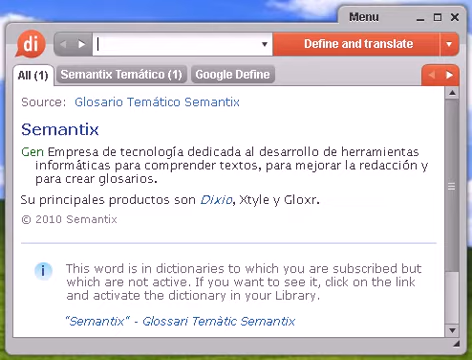 Menu
di
Define and translate
All (1) Semantix Temático (1) Google Define
Source: Glosario Temático Semantix
Semantix
Gen Empresa de tecnología dedicada al desarrollo de herramientas
informáticas para comprender textos, para mejorar la redacción y
para crear glosarios.
Su principales producto son Dixio, Xtyle y Gloxr.
© 2010 Semantix
i
This word is in dictionaries to which you are subscribed but
which are not active. If you want to see it, click on the link
and activate the dictionary in your Library.
"Semantix" - Glossari Temàtic Semantix